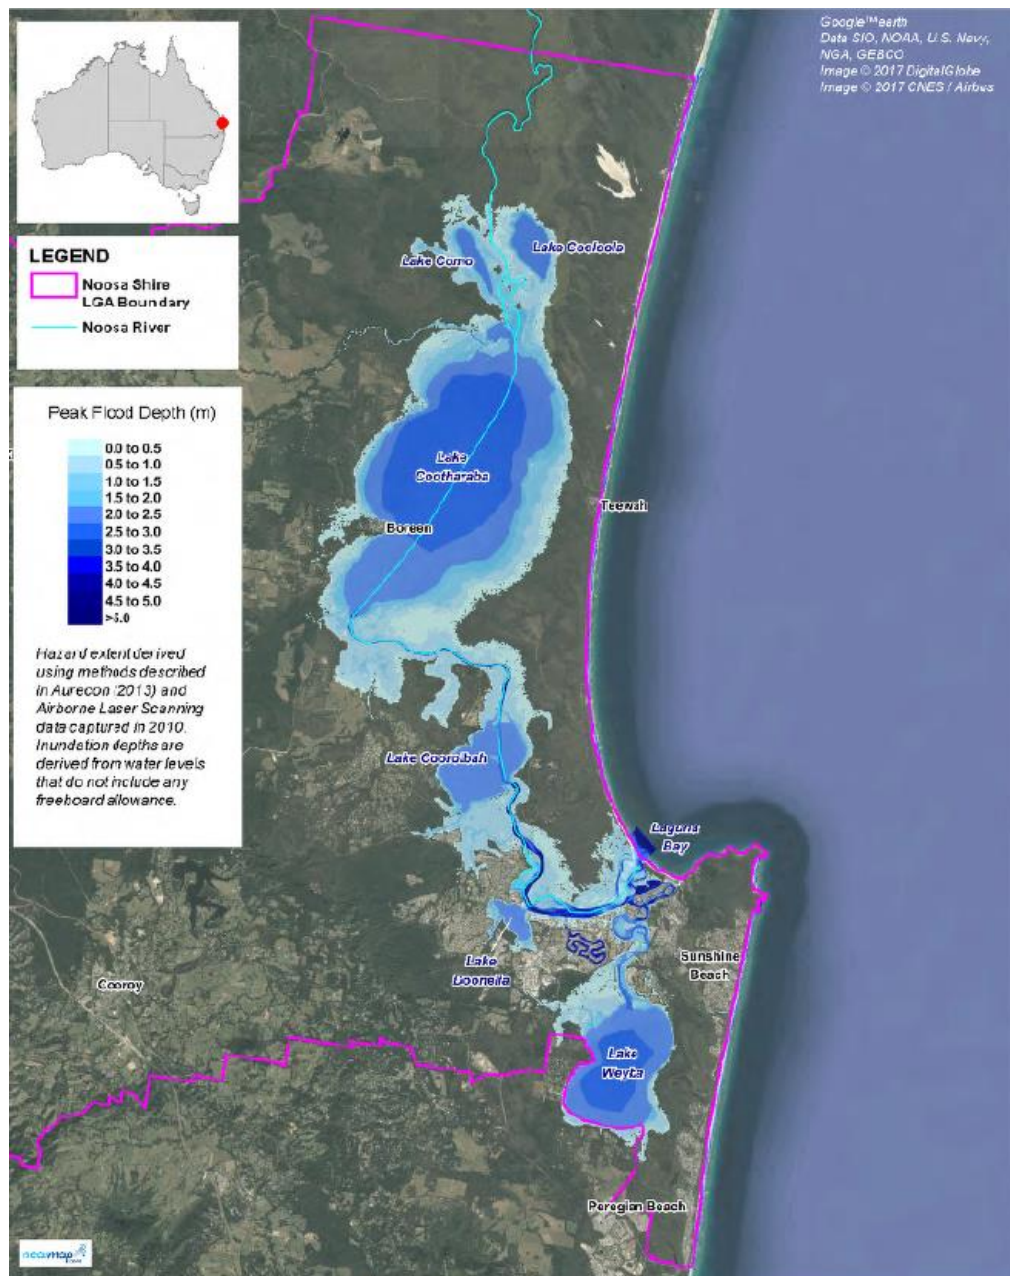 Google™earth
Data SIO, NOAA, U.S. Navy,
NGA, GEBCO
Image © 2017 DigitalGlobe
Image © 2017 CNES / Airbus
LEGEND
Noosa Shire
LGA Boundary
Noosa River
Peak Flood Depth (m)
0.0 to 0.5
0.5 to 1.0
1.0 to 1.5
1.5 to 2.0
2.0 to 2.5
2.5 to 3.0
3.0 to 3.5
3.5 to 4.0
4.0 to 4.5
4.5 to 5.0
>5.0
Hazard extent derived
using methods described
in Aurecon (2013) and
Airborne Laser Scanning
data captured in 2010.
Inundation depths are
derived from water levels
that do not include any
freeboard allowance.
Lake Cooloola
Lake Como
Lake
Cootharaba
Teewah
Boreen
Lake Cooroibah
Laguna
Bay
Sunshine
Beach
Lake
Doonella
Cooroy
Lake
Weyba
Peregian Beach
nearmap
.com